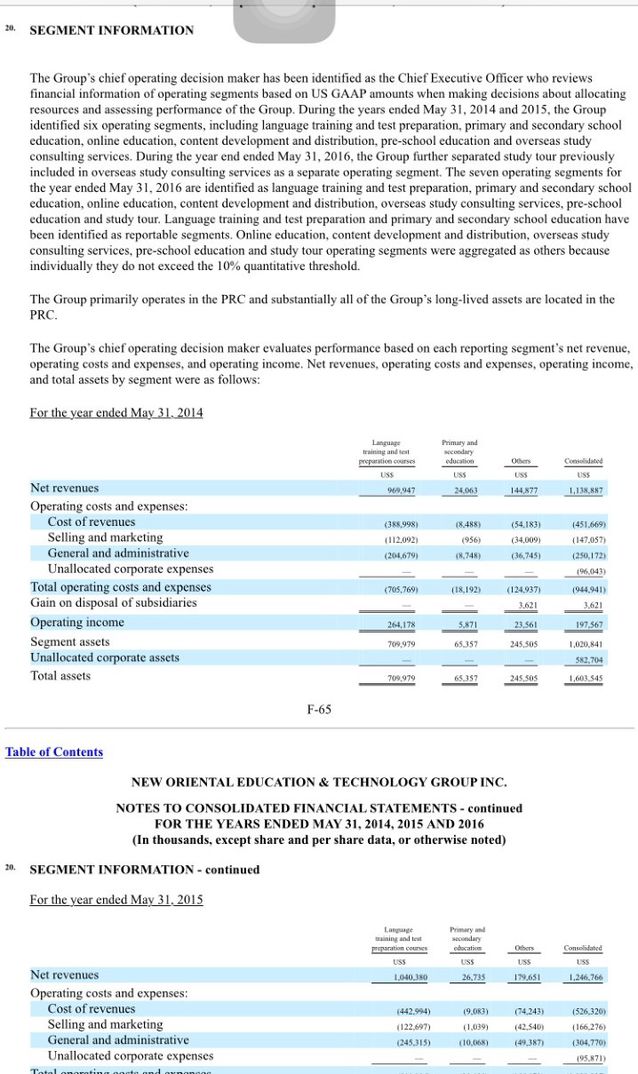 20. SEGMENT INFORMATION
The Group's chief operating decision maker has been identified as the Chief Executive Officer who reviews
financial information of operating segments based on US GAAP amounts when making decisions about allocating
resources and assessing performance of the Group. During the years ended May 31, 2014 and 2015, the Group
identified six operating segments, including language training and test preparation, primary and secondary school
education, online education, content development and distribution, pre-school education and overseas study
consulting services. During the year end ended May 31, 2016, the Group further separated study tour previously
included in overseas study consulting services as a separate operating segment. The seven operating segments for
the year ended May 31, 2016 are identified as language training and test preparation, primary and secondary school
education, online education, content development and distribution, overseas study consulting services, pre-school
education and study tour. Language training and test preparation and primary and secondary school education have
been identified as reportable segments. Online education, content development and distribution, overseas study
consulting services, pre-school education and study tour operating segments were aggregated as others because
individually they do not exceed the 10% quantitative threshold.
The Group primarily operates in the PRC and substantially all of the Group's long-lived assets are located in the
PRC.
The Group's chief operating decision maker evaluates performance based on each reporting segment's net revenue,
operating costs and expenses, and operating income. Net revenues, operating costs and expenses, operating income,
and total assets by segment were as follows:
For the year ended May 31, 2014
Language Primary and
training and test secondary
preparation courses education Others Consolidated
US$ US$ US$ US$
Net revenues 969,947 24,063 144,877 1,138,887
Operating costs and expenses:
Cost of revenues (388,998) (8,488) (54,183) (451,669)
Selling and marketing (112,092) (956) (34,009) (147,057)
General and administrative (204,679) (8,748) (36,745) (250,172)
Unallocated corporate expenses — — — (96,043)
Total operating costs and expenses (705,769) (18,192) (124,937) (944,941)
Gain on disposal of subsidiaries — — 3,621 3,621
Operating income 264,178 5,871 23,561 197,567
Segment assets 709,979 65,357 245,505 1,020,841
Unallocated corporate assets — — — 582,704
Total assets 709,979 65,357 245,505 1,603,545
F-65
Table of Contents
NEW ORIENTAL EDUCATION & TECHNOLOGY GROUP INC.
NOTES TO CONSOLIDATED FINANCIAL STATEMENTS - continued
FOR THE YEARS ENDED MAY 31, 2014, 2015 AND 2016
(In thousands, except share and per share data, or otherwise noted)
20. SEGMENT INFORMATION - continued
For the year ended May 31, 2015
Language Primary and
training and test secondary
preparation courses education Others Consolidated
US$ US$ US$ US$
Net revenues 1,040,380 26,735 179,651 1,246,766
Operating costs and expenses:
Cost of revenues (442,994) (9,083) (74,243) (526,320)
Selling and marketing (122,697) (1,039) (42,540) (166,276)
General and administrative (245,315) (10,068) (49,387) (304,770)
Unallocated corporate expenses — — — (95,871)
Total operating costs and expenses